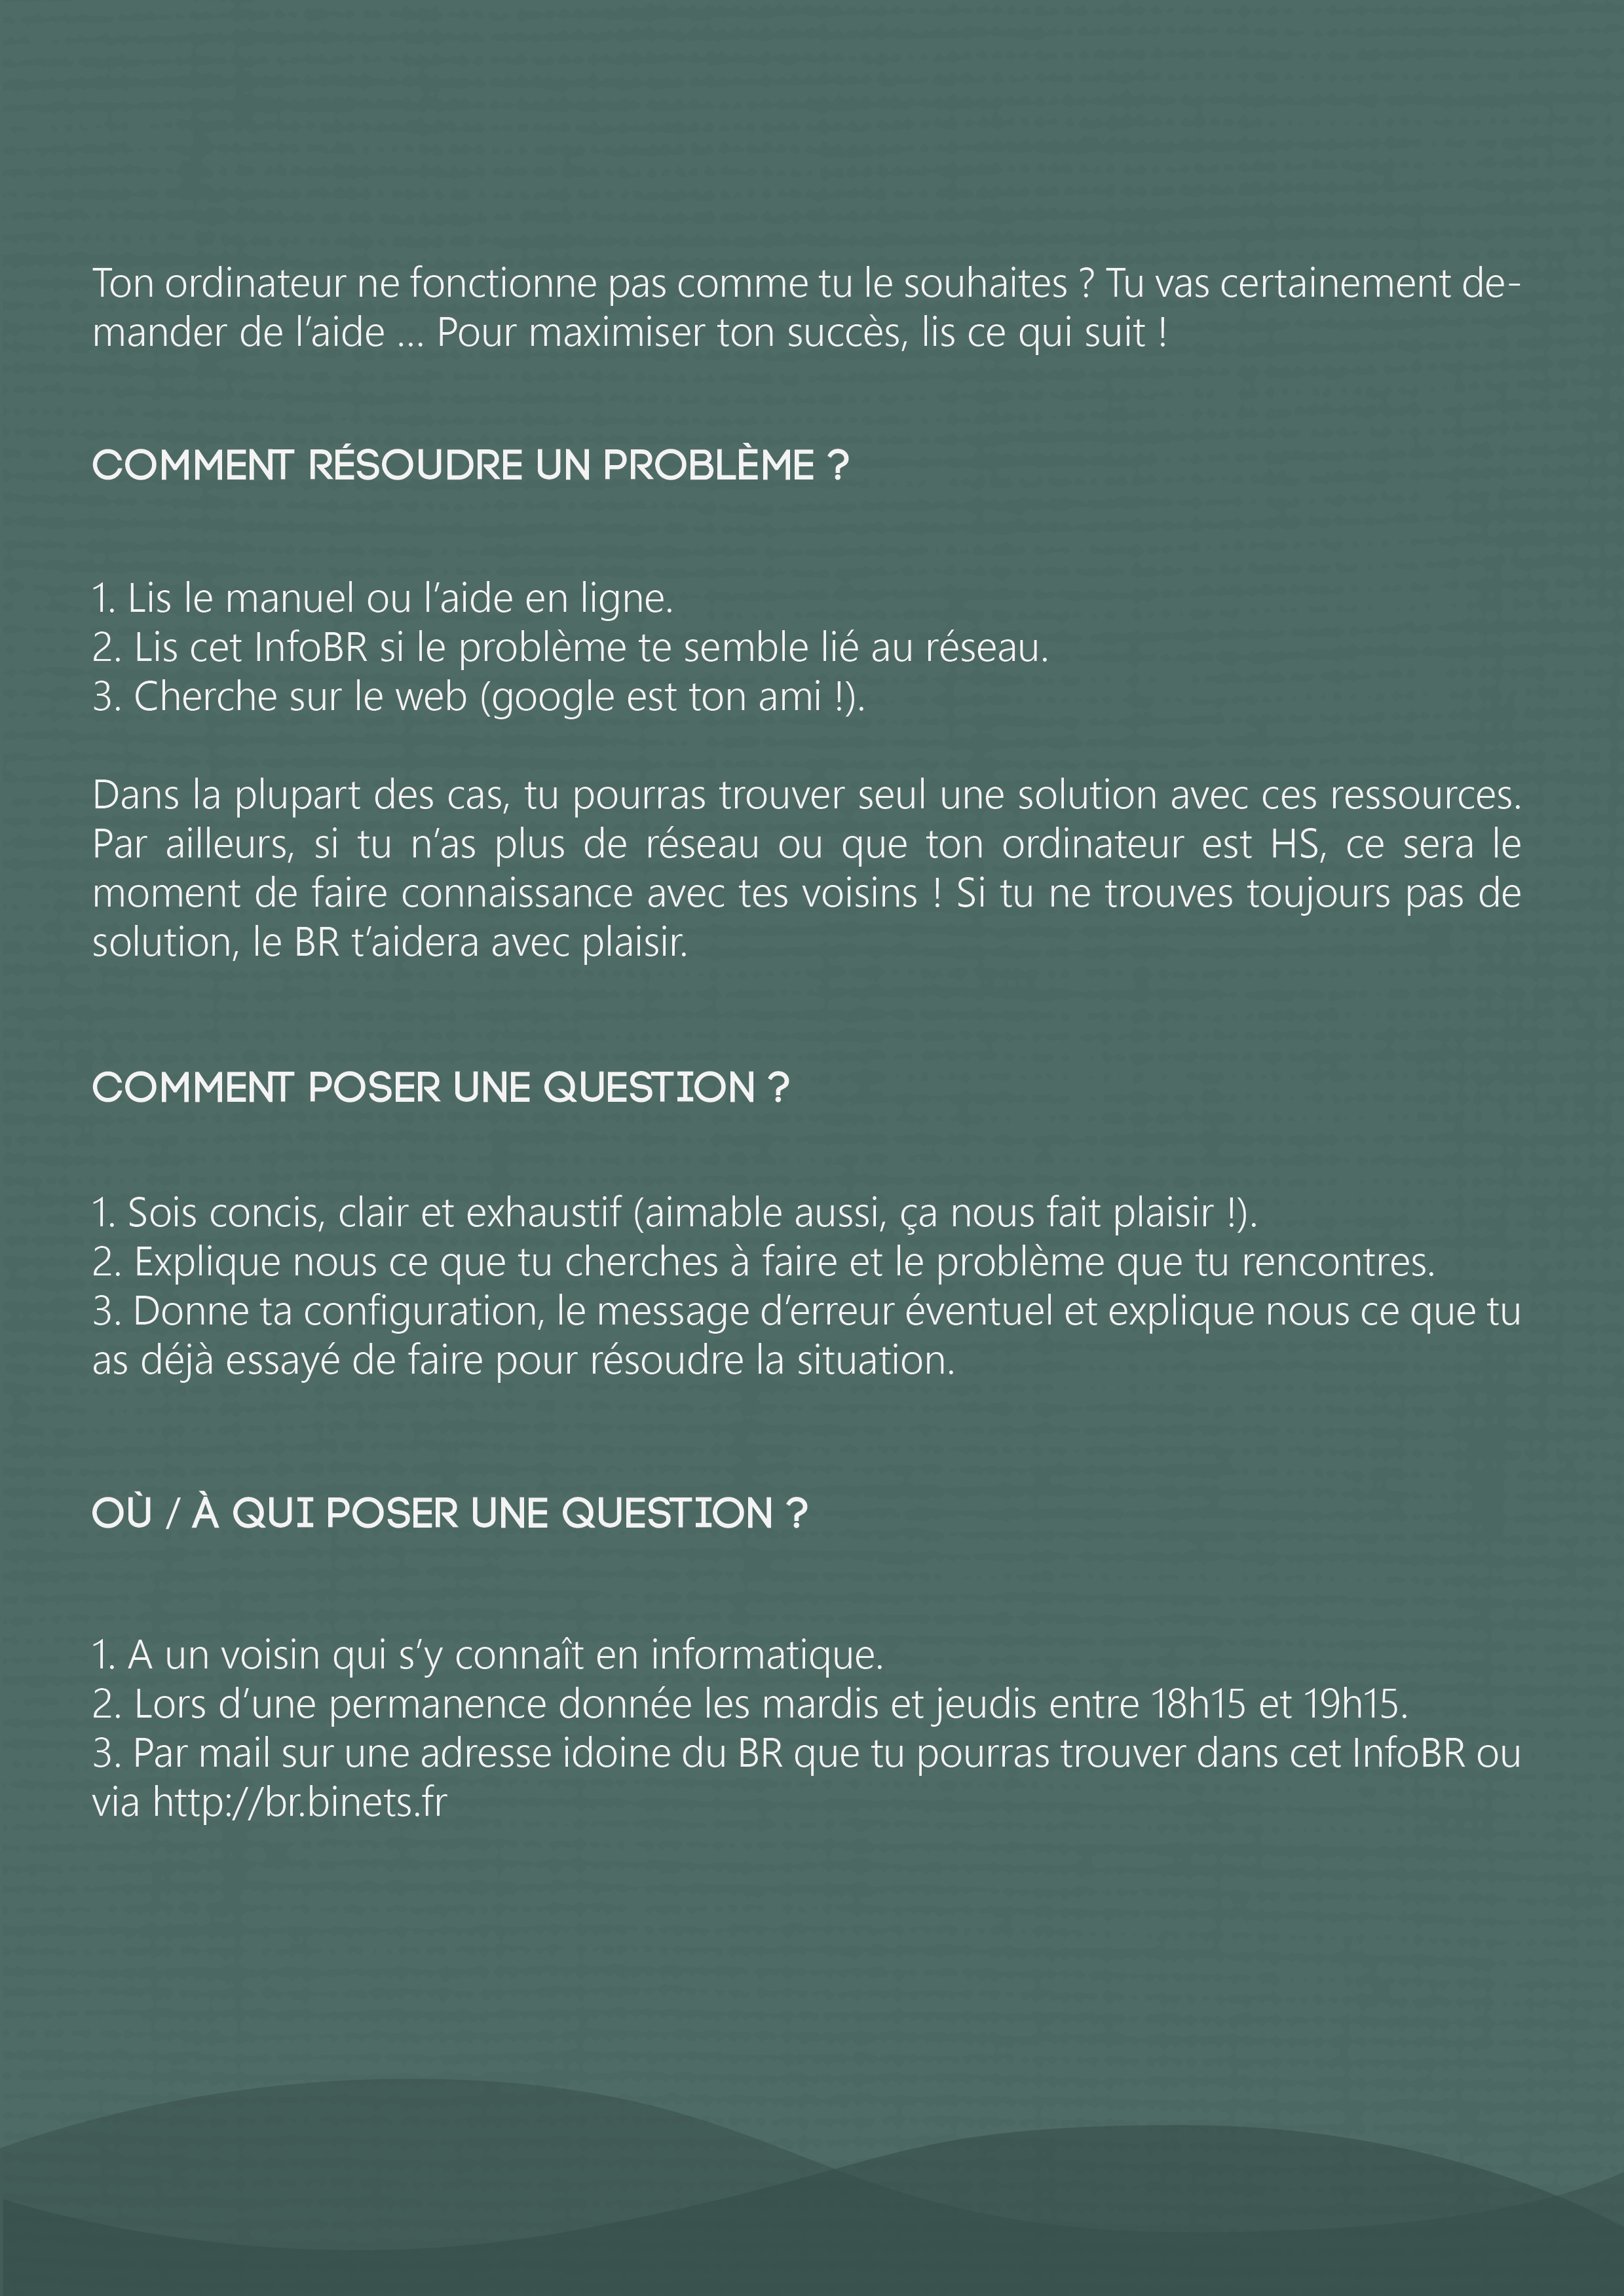 Ton ordinateur ne fonctionne pas comme tu le souhaites ? Tu vas certainement de-
mander de l’aide ... Pour maximiser ton succès, lis ce qui suit !
COMMENT RÉSOUDRE UN PROBLÈME ?
1. Lis le manuel ou l’aide en ligne.
2. Lis cet InfoBR si le problème te semble lié au réseau.
3. Cherche sur le web (google est ton ami !).
Dans la plupart des cas, tu pourras trouver seul une solution avec ces ressources.
Par ailleurs, si tu n’as plus de réseau ou que ton ordinateur est HS, ce sera le
moment de faire connaissance avec tes voisins ! Si tu ne trouves toujours pas de
solution, le BR t’aidera avec plaisir.
COMMENT POSER UNE QUESTION ?
1. Sois concis, clair et exhaustif (aimable aussi, ça nous fait plaisir !).
2. Explique nous ce que tu cherches à faire et le problème que tu rencontres.
3. Donne ta configuration, le message d’erreur éventuel et explique nous ce que tu
as déjà essayé de faire pour résoudre la situation.
OÙ / À QUI POSER UNE QUESTION ?
1. A un voisin qui s’y connaît en informatique.
2. Lors d’une permanence donnée les mardis et jeudis entre 18h15 et 19h15.
3. Par mail sur une adresse idoine du BR que tu pourras trouver dans cet InfoBR ou
via http://br.binets.fr